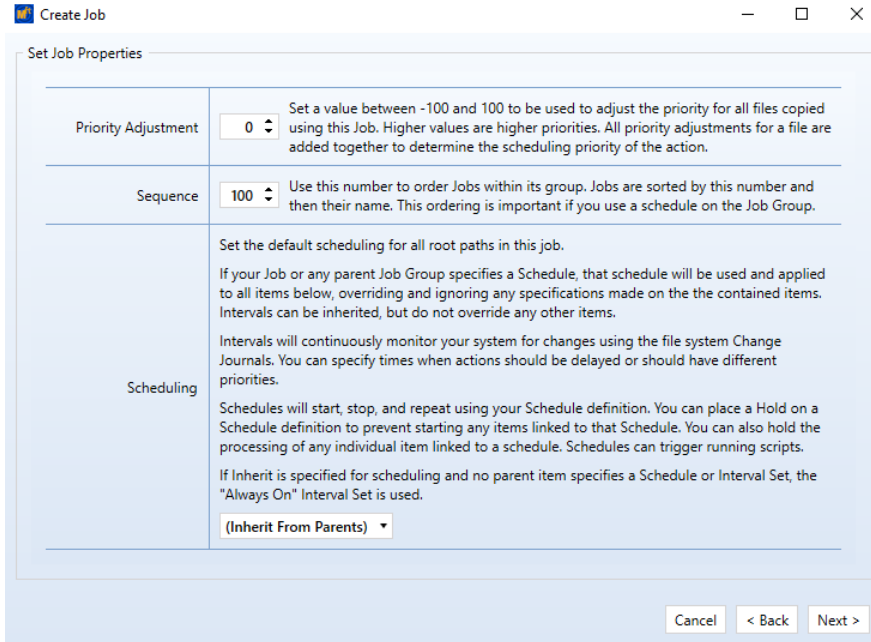 Create Job
Set Job Properties
Priority Adjustment
0
Set a value between -100 and 100 to be used to adjust the priority for all files copied
using this Job. Higher values are higher priorities. All priority adjustments for a file are
added together to determine the scheduling priority of the action.
Sequence
100
Use this number to order Jobs within its group. Jobs are sorted by this number and
then their name. This ordering is important if you use a schedule on the Job Group.
Scheduling
Set the default scheduling for all root paths in this job.
If your Job or any parent Job Group specifies a Schedule, that schedule will be used and applied
to all items below, overriding and ignoring any specifications made on the the contained items.
Intervals can be inherited, but do not override any other items.
Intervals will continuously monitor your system for changes using the file system Change
Journals. You can specify times when actions should be delayed or should have different
priorities.
Schedules will start, stop, and repeat using your Schedule definition. You can place a Hold on a
Schedule definition to prevent starting any items linked to that Schedule. You can also hold the
processing of any individual item linked to a schedule. Schedules can trigger running scripts.
If Inherit is specified for scheduling and no parent item specifies a Schedule or Interval Set, the
"Always On" Interval Set is used.
(Inherit From Parents)
Cancel
< Back
Next >